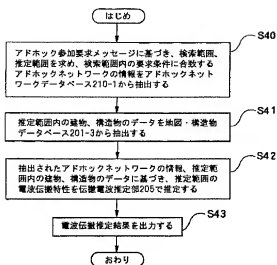 はじめ
S40
アドホック参加要求メッセージに基づき、検索範囲、
推定範囲を求め、検索範囲内の要求条件に合致する
アドホックネットワークの情報をアドホックネット
ワークデータベース210-1から抽出する
S41
推定範囲内の建物、構造物のデータを地図・構造物
データベース201-3から抽出する
S42
抽出されたアドホックネットワークの情報、推定範
囲内の建物、構造物のデータに基づき、推定範囲の
電波伝搬特性を伝搬電波推定部205で推定する
S43
電波伝搬推定結果を出力する
おわり